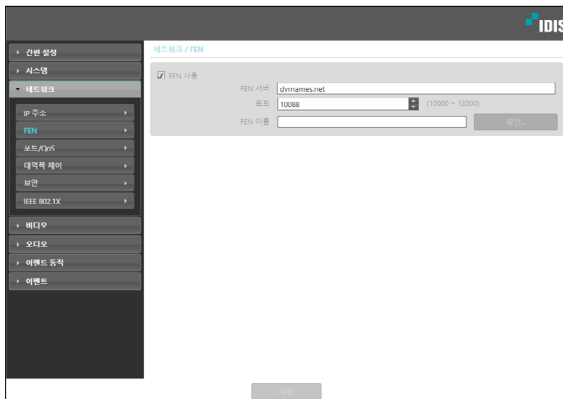 IDIS
간편 설정
시스템
네트워크
IP 주소
FEN
포트/QoS
대역폭 제어
보안
IEEE 802.1X
비디오
오디오
이벤트 동작
이벤트
네트워크 / FEN
FEN 사용
FEN 서버 dvrnames.net
포트 10088 (10000 ~ 12000)
FEN 이름 확인...
저장